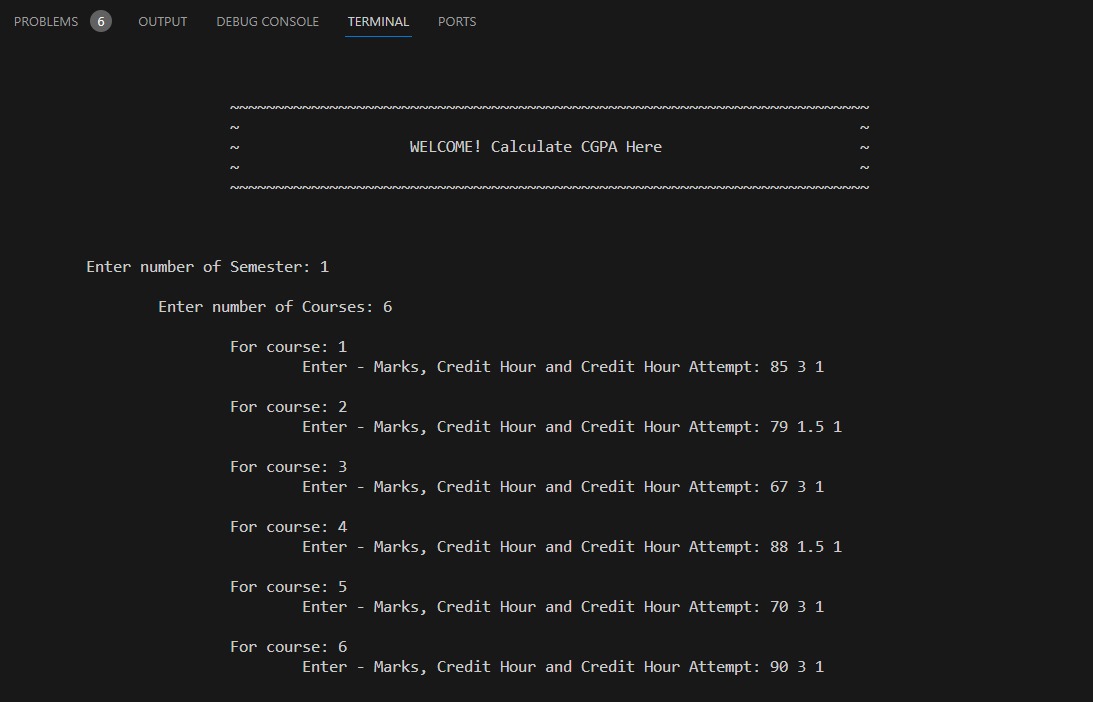 PROBLEMS 6 OUTPUT DEBUG CONSOLE TERMINAL PORTS
~~~~~~~~~~~~~~~~~~~~~~~~~~~~~~~~~~~~~~~~~~~~~~~~~~~~~~~~~~~~~~~~~~~~~~~
~ ~
~ WELCOME! Calculate CGPA Here ~
~ ~
~~~~~~~~~~~~~~~~~~~~~~~~~~~~~~~~~~~~~~~~~~~~~~~~~~~~~~~~~~~~~~~~~~~~~~~
Enter number of Semester: 1
Enter number of Courses: 6
For course: 1
Enter - Marks, Credit Hour and Credit Hour Attempt: 85 3 1
For course: 2
Enter - Marks, Credit Hour and Credit Hour Attempt: 79 1.5 1
For course: 3
Enter - Marks, Credit Hour and Credit Hour Attempt: 67 3 1
For course: 4
Enter - Marks, Credit Hour and Credit Hour Attempt: 88 1.5 1
For course: 5
Enter - Marks, Credit Hour and Credit Hour Attempt: 70 3 1
For course: 6
Enter - Marks, Credit Hour and Credit Hour Attempt: 90 3 1